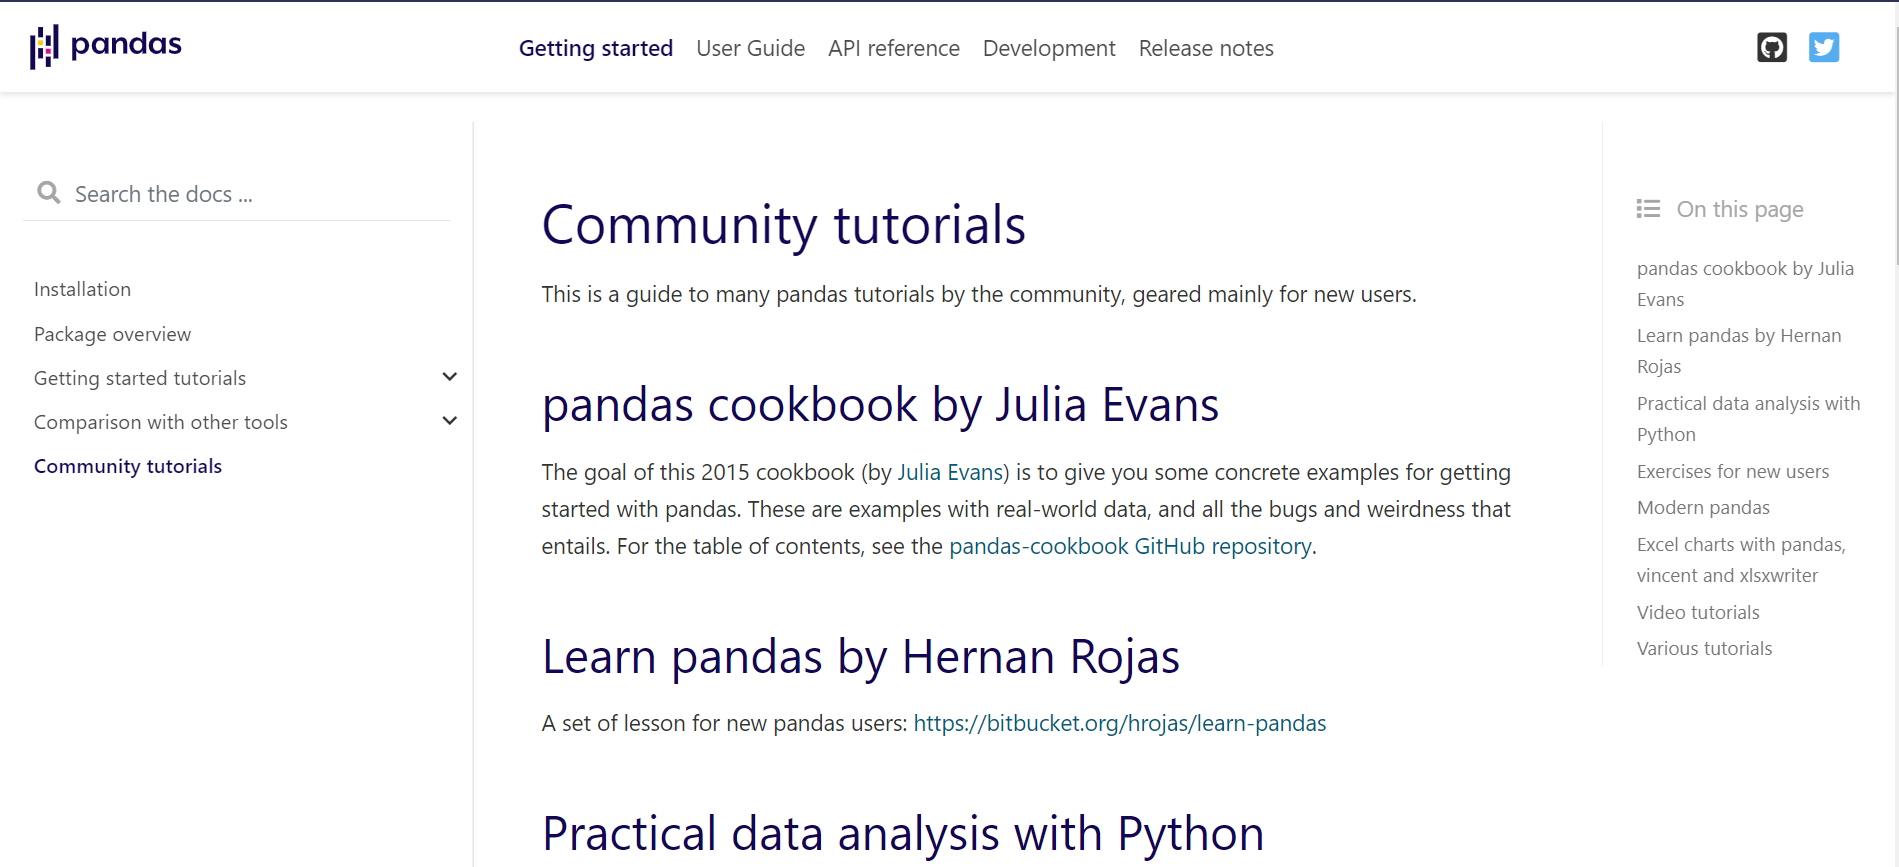 pandas
Getting started User Guide API reference Development Release notes
Search the docs ...
Installation
Package overview
Getting started tutorials
Comparison with other tools
Community tutorials
Community tutorials
This is a guide to many pandas tutorials by the community, geared mainly for new users.
pandas cookbook by Julia Evans
The goal of this 2015 cookbook (by Julia Evans) is to give you some concrete examples for getting
started with pandas. These are examples with real-world data, and all the bugs and weirdness that
entails. For the table of contents, see the pandas-cookbook GitHub repository.
Learn pandas by Hernan Rojas
A set of lesson for new pandas users: https://bitbucket.org/hrojas/learn-pandas
Practical data analysis with Python
On this page
pandas cookbook by Julia
Evans
Learn pandas by Hernan
Rojas
Practical data analysis with
Python
Exercises for new users
Modern pandas
Excel charts with pandas,
vincent and xlsxwriter
Video tutorials
Various tutorials